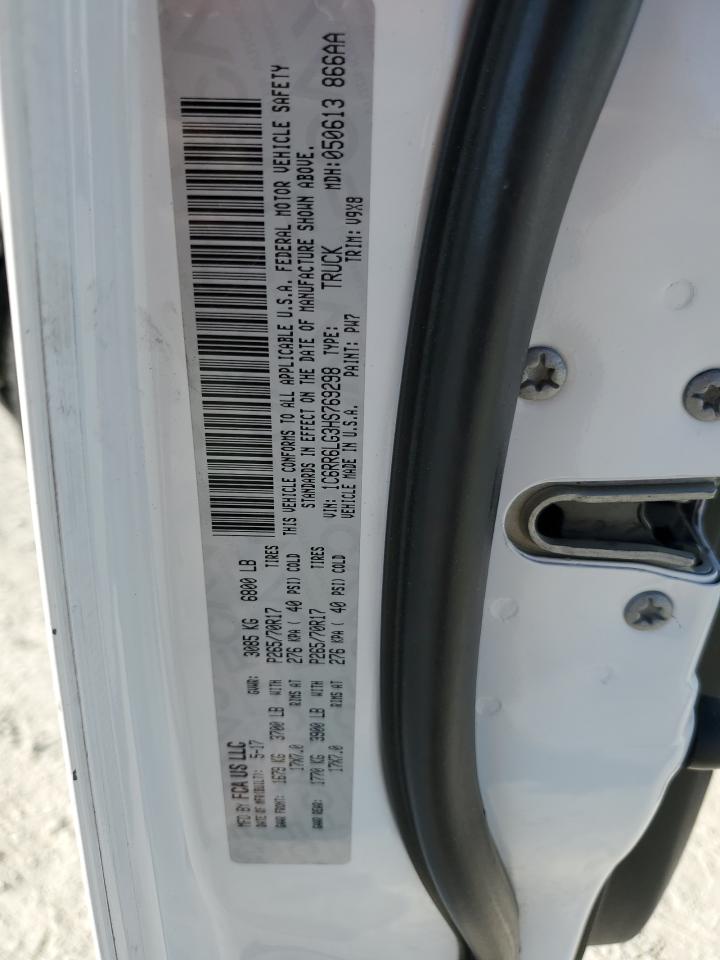 MFD BY FCA US LLC
DATE OF MFR(BUILT): 5-17 GVWR: 3085 KG 6800 LB
GAWR FRONT: 1679 KG 3700 LB WITH P265/70R17 TIRES
17X7.0 RIMS AT 276 KPA ( 40 PSI) COLD
GAWR REAR: 1770 KG 3900 LB WITH P265/70R17 TIRES
17X7.0 RIMS AT 276 KPA ( 40 PSI) COLD
THIS VEHICLE CONFORMS TO ALL APPLICABLE U.S.A. FEDERAL MOTOR VEHICLE SAFETY
STANDARDS IN EFFECT ON THE DATE OF MANUFACTURE SHOWN ABOVE.
VIN: 1C6RR6LG3HS769298 TYPE: TRUCK MDH:050613 866AA
VEHICLE MADE IN U.S.A. PAINT: PW7 TRIM: V9X8